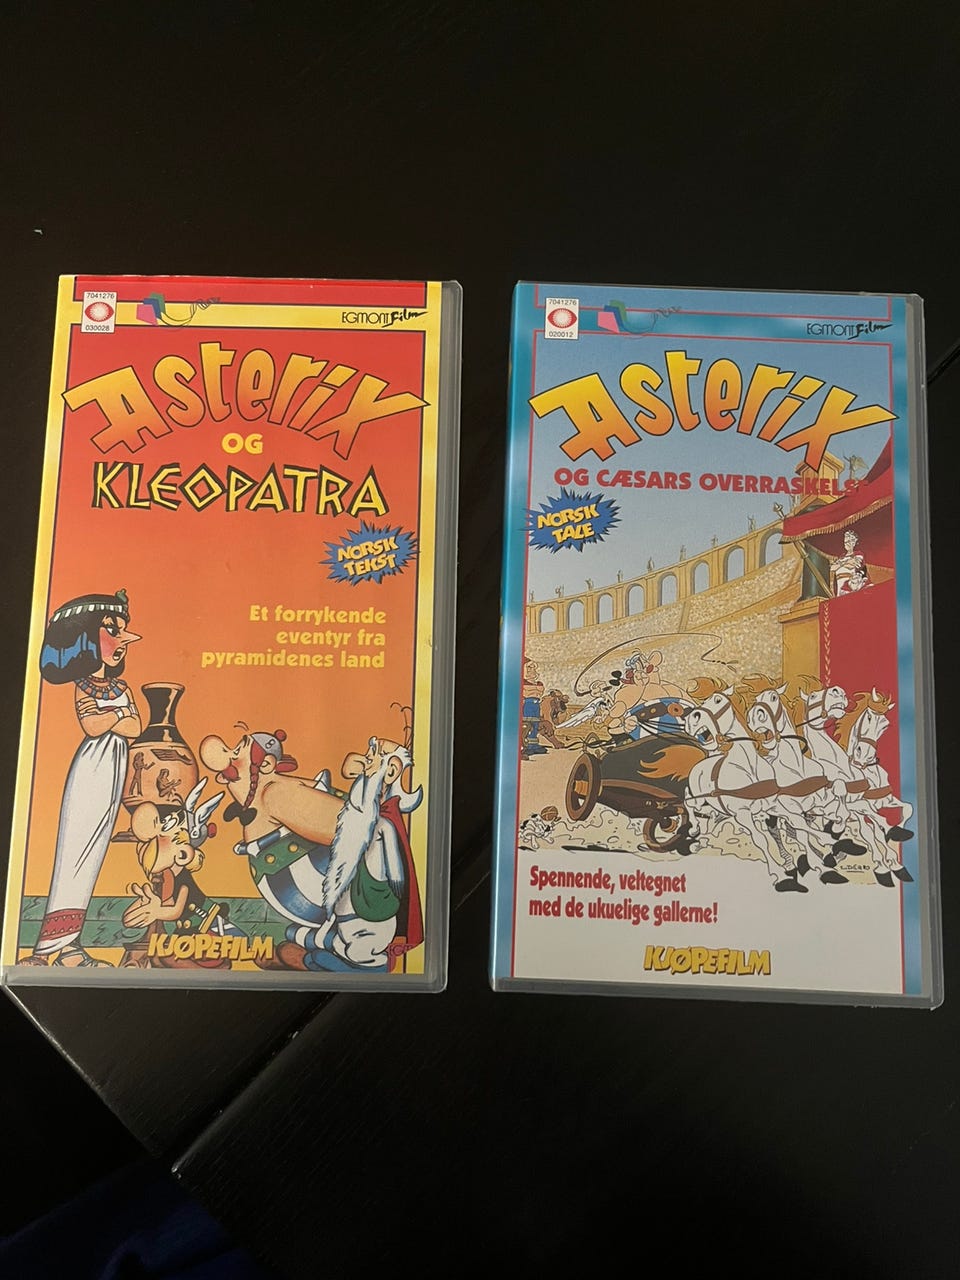 7041276
030028
EGMONT Film
Asterix
OG
KLEOPATRA
NORSK
TEKST
Et forrykende
eventyr fra
pyramidenes land
KJØPEFILM
7041276
020012
EGMONT Film
Asterix
OG CÆSARS OVERRASKELSE
NORSK
TALE
Spennende, veltegnet
med de ukuelige gallerne!
KJØPEFILM